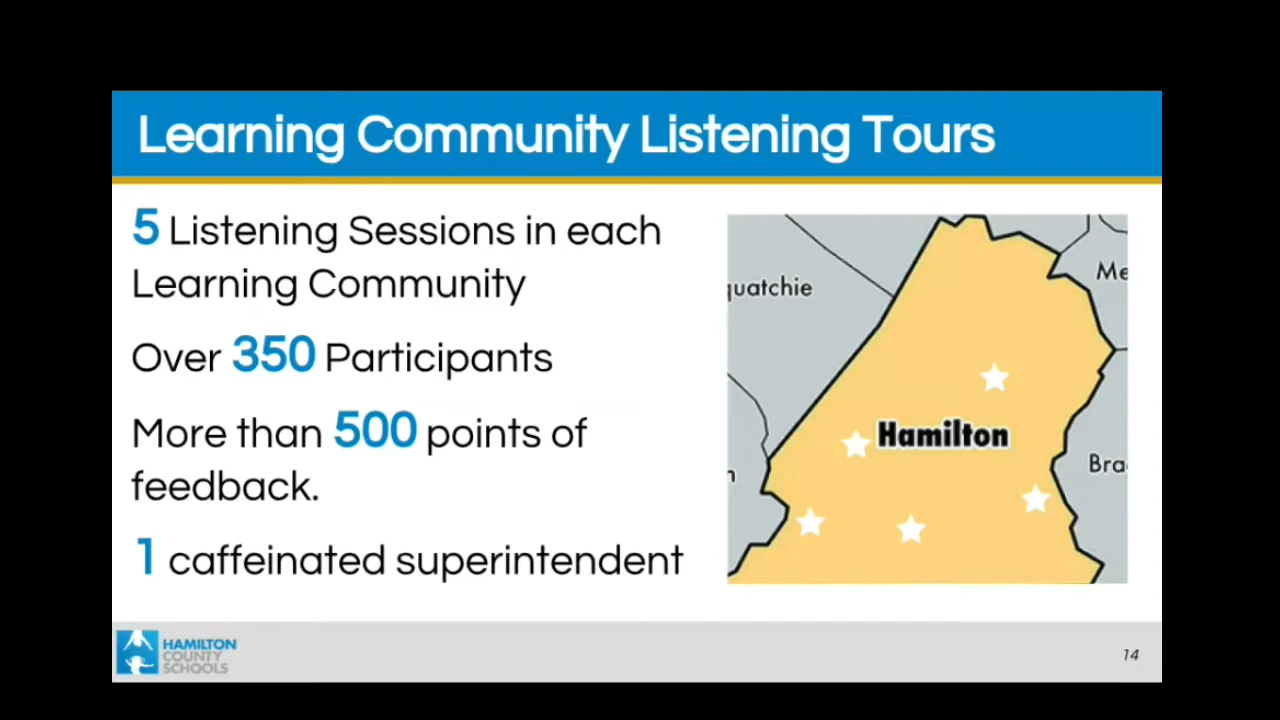 Learning Community Listening Tours
5 Listening Sessions in each
Learning Community
Over 350 Participants
More than 500 points of
feedback.
1 caffeinated superintendent
quatchie
Me
Hamilton
Bra
n
HAMILTON
COUNTY
SCHOOLS
14